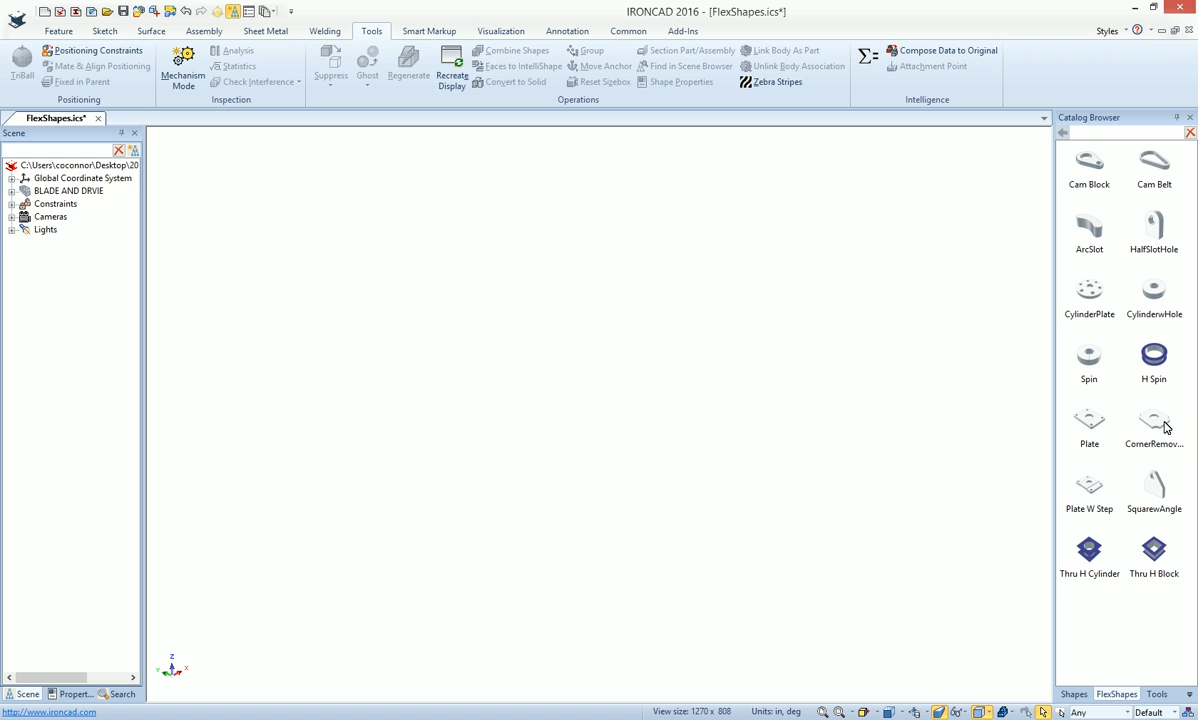 IRONCAD 2016 - [FlexShapes.ics*]
Feature Sketch Surface Assembly Sheet Metal Welding Tools Smart Markup Visualization Annotation Common Add-Ins Styles
TriBall
Positioning Constraints
Mate & Align Positioning
Fixed in Parent
Positioning
Mechanism Mode
Analysis
Statistics
Check Interference
Inspection
Suppress
Ghost
Regenerate
Recreate Display
Combine Shapes
Faces to IntelliShape
Convert to Solid
Group
Move Anchor
Reset Sizebox
Section Part/Assembly
Find in Scene Browser
Shape Properties
Link Body As Part
Unlink Body Association
Zebra Stripes
Operations
Compose Data to Original
Attachment Point
Intelligence
FlexShapes.ics*
Scene
C:\Users\coconnor\Desktop\20
Global Coordinate System
BLADE AND DRVIE
Constraints
Cameras
Lights
Z
Y
X
Scene Propert... Search
Catalog Browser
Cam Block Cam Belt
ArcSlot HalfSlotHole
CylinderPlate CylinderwHole
Spin H Spin
Plate CornerRemov...
Plate W Step SquarewAngle
Thru H Cylinder Thru H Block
Shapes FlexShapes Tools
http://www.ironcad.com
View size: 1270 x 808
Units: in, deg
Any
Default